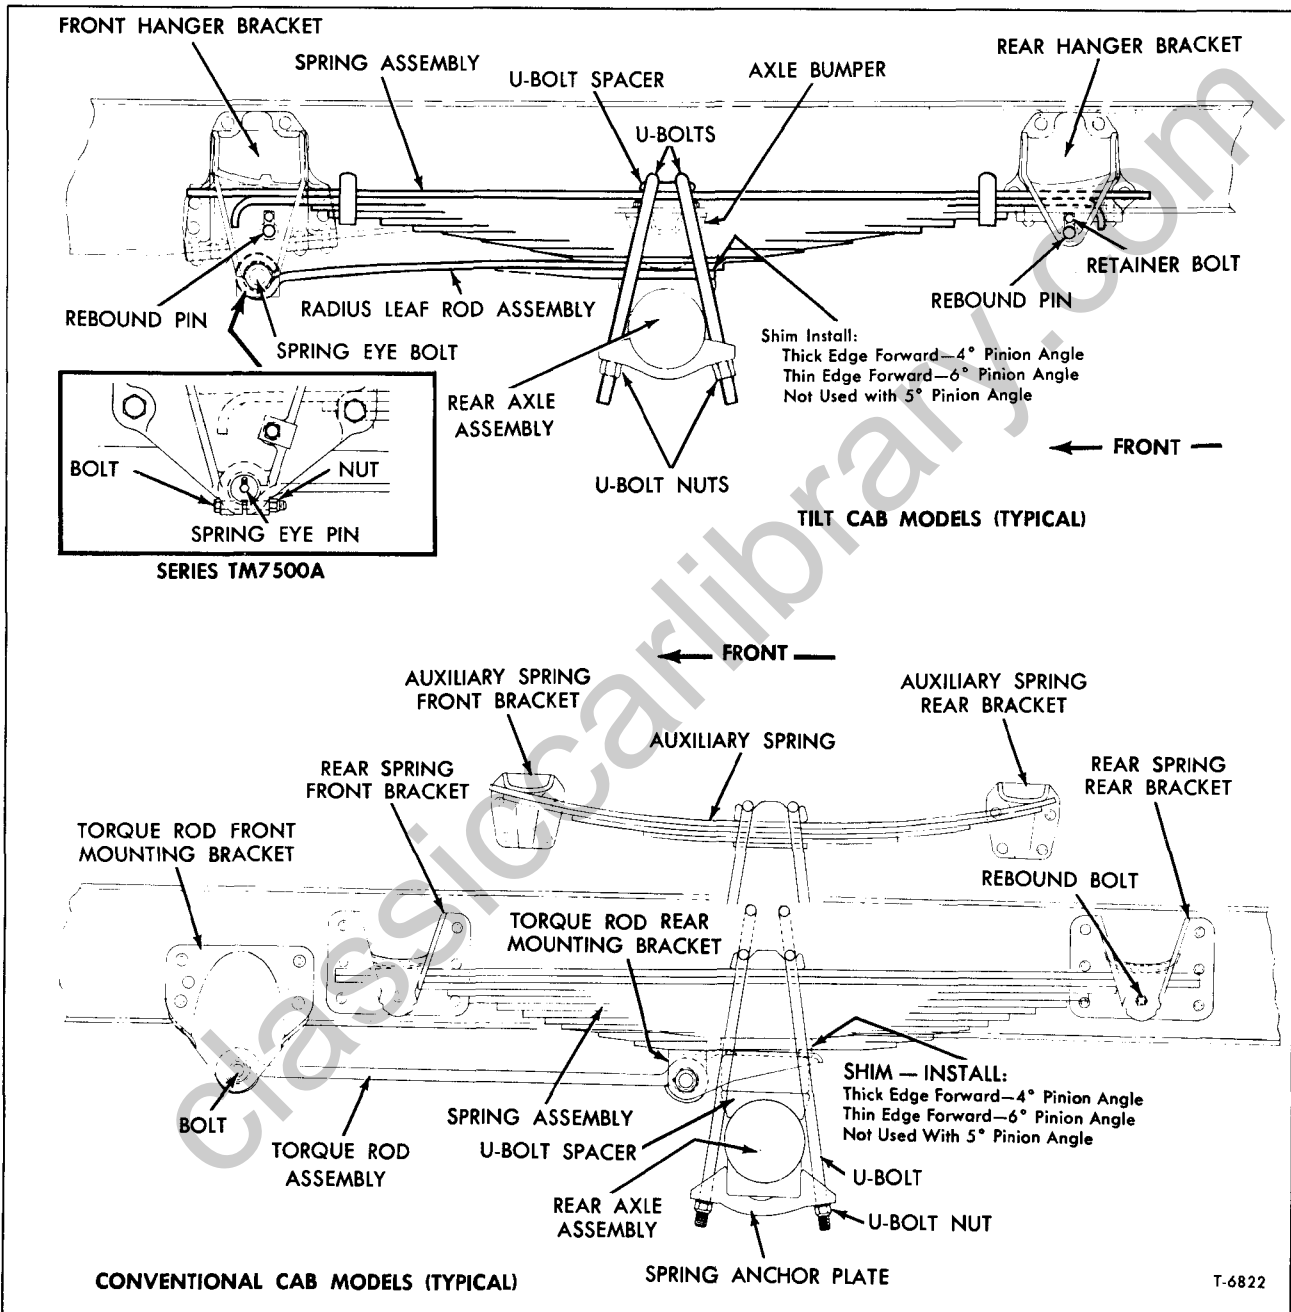 FRONT HANGER BRACKET
SPRING ASSEMBLY
U-BOLT SPACER
AXLE BUMPER
REAR HANGER BRACKET
U-BOLTS
RETAINER BOLT
REBOUND PIN
REBOUND PIN
RADIUS LEAF ROD ASSEMBLY
SPRING EYE BOLT
Shim Install:
Thick Edge Forward—4° Pinion Angle
Thin Edge Forward—6° Pinion Angle
Not Used with 5° Pinion Angle
REAR AXLE
ASSEMBLY
FRONT
BOLT
NUT
U-BOLT NUTS
SPRING EYE PIN
TILT CAB MODELS (TYPICAL)
SERIES TM7500A
FRONT
AUXILIARY SPRING
FRONT BRACKET
AUXILIARY SPRING
REAR BRACKET
AUXILIARY SPRING
REAR SPRING
FRONT BRACKET
REAR SPRING
REAR BRACKET
TORQUE ROD FRONT
MOUNTING BRACKET
REBOUND BOLT
TORQUE ROD REAR
MOUNTING BRACKET
SHIM — INSTALL:
Thick Edge Forward—4° Pinion Angle
Thin Edge Forward—6° Pinion Angle
Not Used With 5° Pinion Angle
BOLT
SPRING ASSEMBLY
TORQUE ROD
ASSEMBLY
U-BOLT SPACER
U-BOLT
REAR AXLE
ASSEMBLY
U-BOLT NUT
SPRING ANCHOR PLATE
CONVENTIONAL CAB MODELS (TYPICAL)
T-6822
classiccarlibrary.com